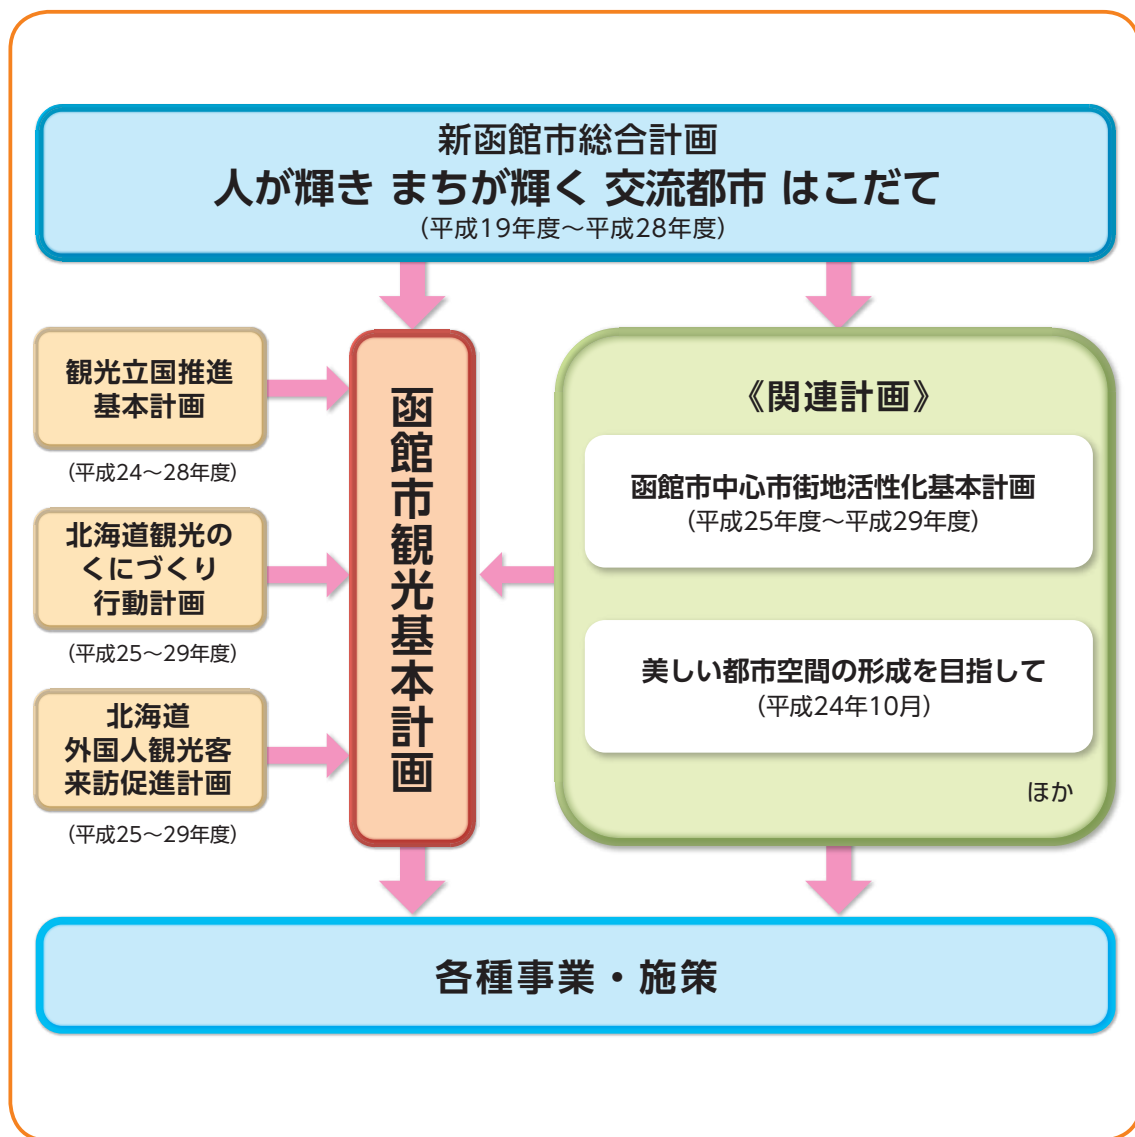 新函館市総合計画
人が輝き まちが輝く 交流都市 はこだて
(平成19年度～平成28年度)
観光立国推進
基本計画
(平成24～28年度)
北海道観光の
くにづくり
行動計画
(平成25～29年度)
北海道
外国人観光客
来訪促進計画
(平成25～29年度)
函館市観光基本計画
《関連計画》
函館市中心市街地活性化基本計画
(平成25年度～平成29年度)
美しい都市空間の形成を目指して
(平成24年10月)
ほか
各種事業・施策